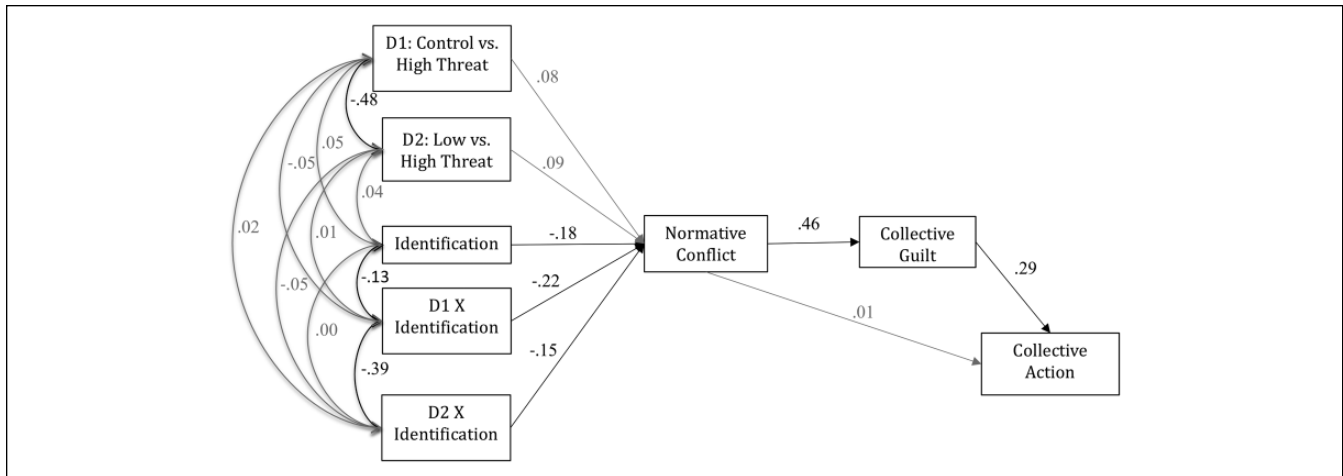 D1: Control vs.
High Threat
.08
-.48
D2: Low vs.
High Threat
.09
.05
-.05
.04
.02
.01
Identification
-.18
Normative
Conflict
.46
Collective
Guilt
-.13
-.05
D1 X
Identification
-.22
.29
.00
.01
-.15
Collective
Action
-.39
D2 X
Identification